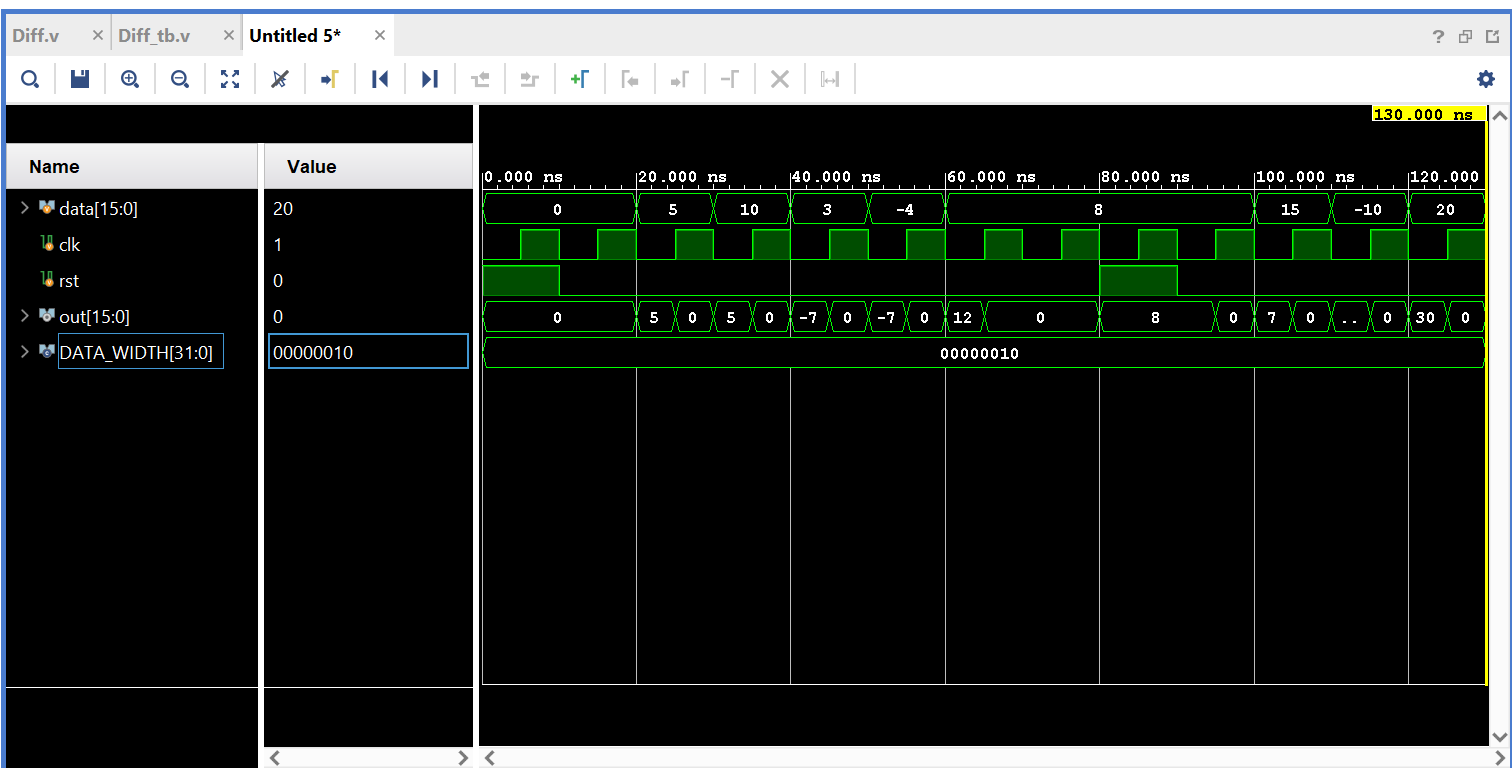 Diff.v × Diff_tb.v × Untitled 5* ×
?
130.000 ns
Name Value
0.000 ns 20.000 ns 40.000 ns 60.000 ns 80.000 ns 100.000 ns 120.000
data[15:0] 20 0 5 10 3 -4 8 15 -10 20
clk 1
rst 0
out[15:0] 0 0 5 0 5 0 -7 0 -7 0 12 0 8 0 7 0 .. 0 30 0
DATA_WIDTH[31:0] 00000010 00000010